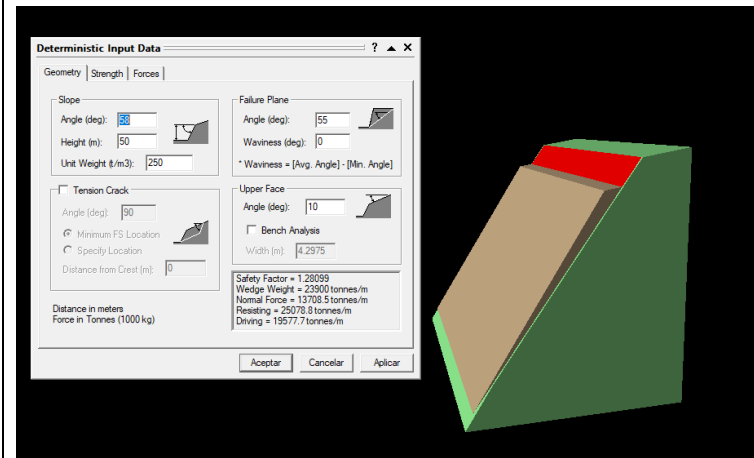 Deterministic Input Data ? ▲ X
Geometry Strength Forces
Slope
Angle (deg): 58
Height (m): 50
Unit Weight (t/m3): 250
Failure Plane
Angle (deg): 55
Waviness (deg): 0
* Waviness = [Avg. Angle] - [Min. Angle]
Tension Crack
Angle (deg): 90
Minimum FS Location
Specify Location
Distance from Crest (m): 0
Upper Face
Angle (deg): 10
Bench Analysis
Width (m): 4.2975
Distance in meters
Force in Tonnes (1000 kg)
Safety Factor = 1.28099
Wedge Weight = 23900 tonnes/m
Normal Force = 13708.5 tonnes/m
Resisting = 25078.8 tonnes/m
Driving = 19577.7 tonnes/m
Aceptar Cancelar Aplicar